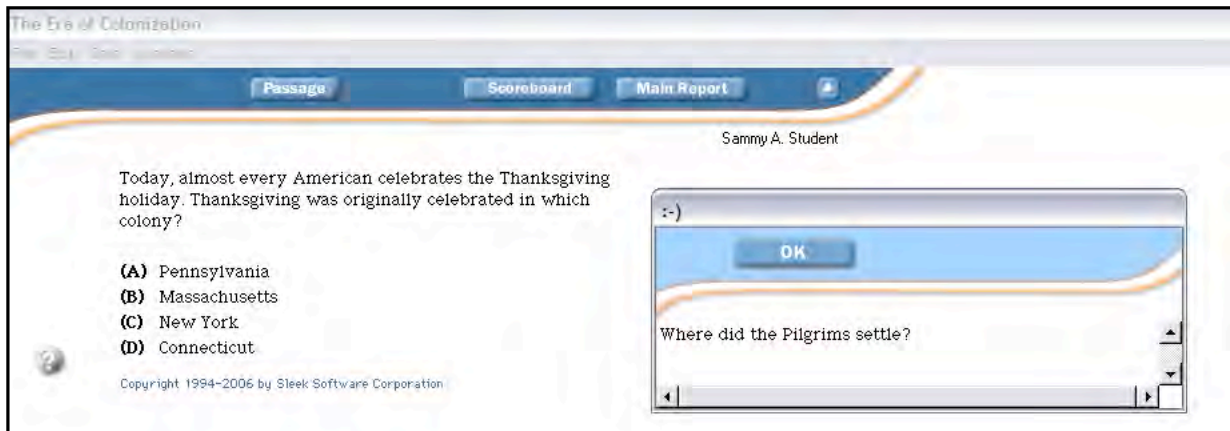 The Era of Colonization
Passage
Scoreboard
Main Report
Sammy A. Student
Today, almost every American celebrates the Thanksgiving
holiday. Thanksgiving was originally celebrated in which
colony?
(A) Pennsylvania
(B) Massachusetts
(C) New York
(D) Connecticut
?
Copyright 1994-2006 by Sleek Software Corporation
:-)
OK
Where did the Pilgrims settle?